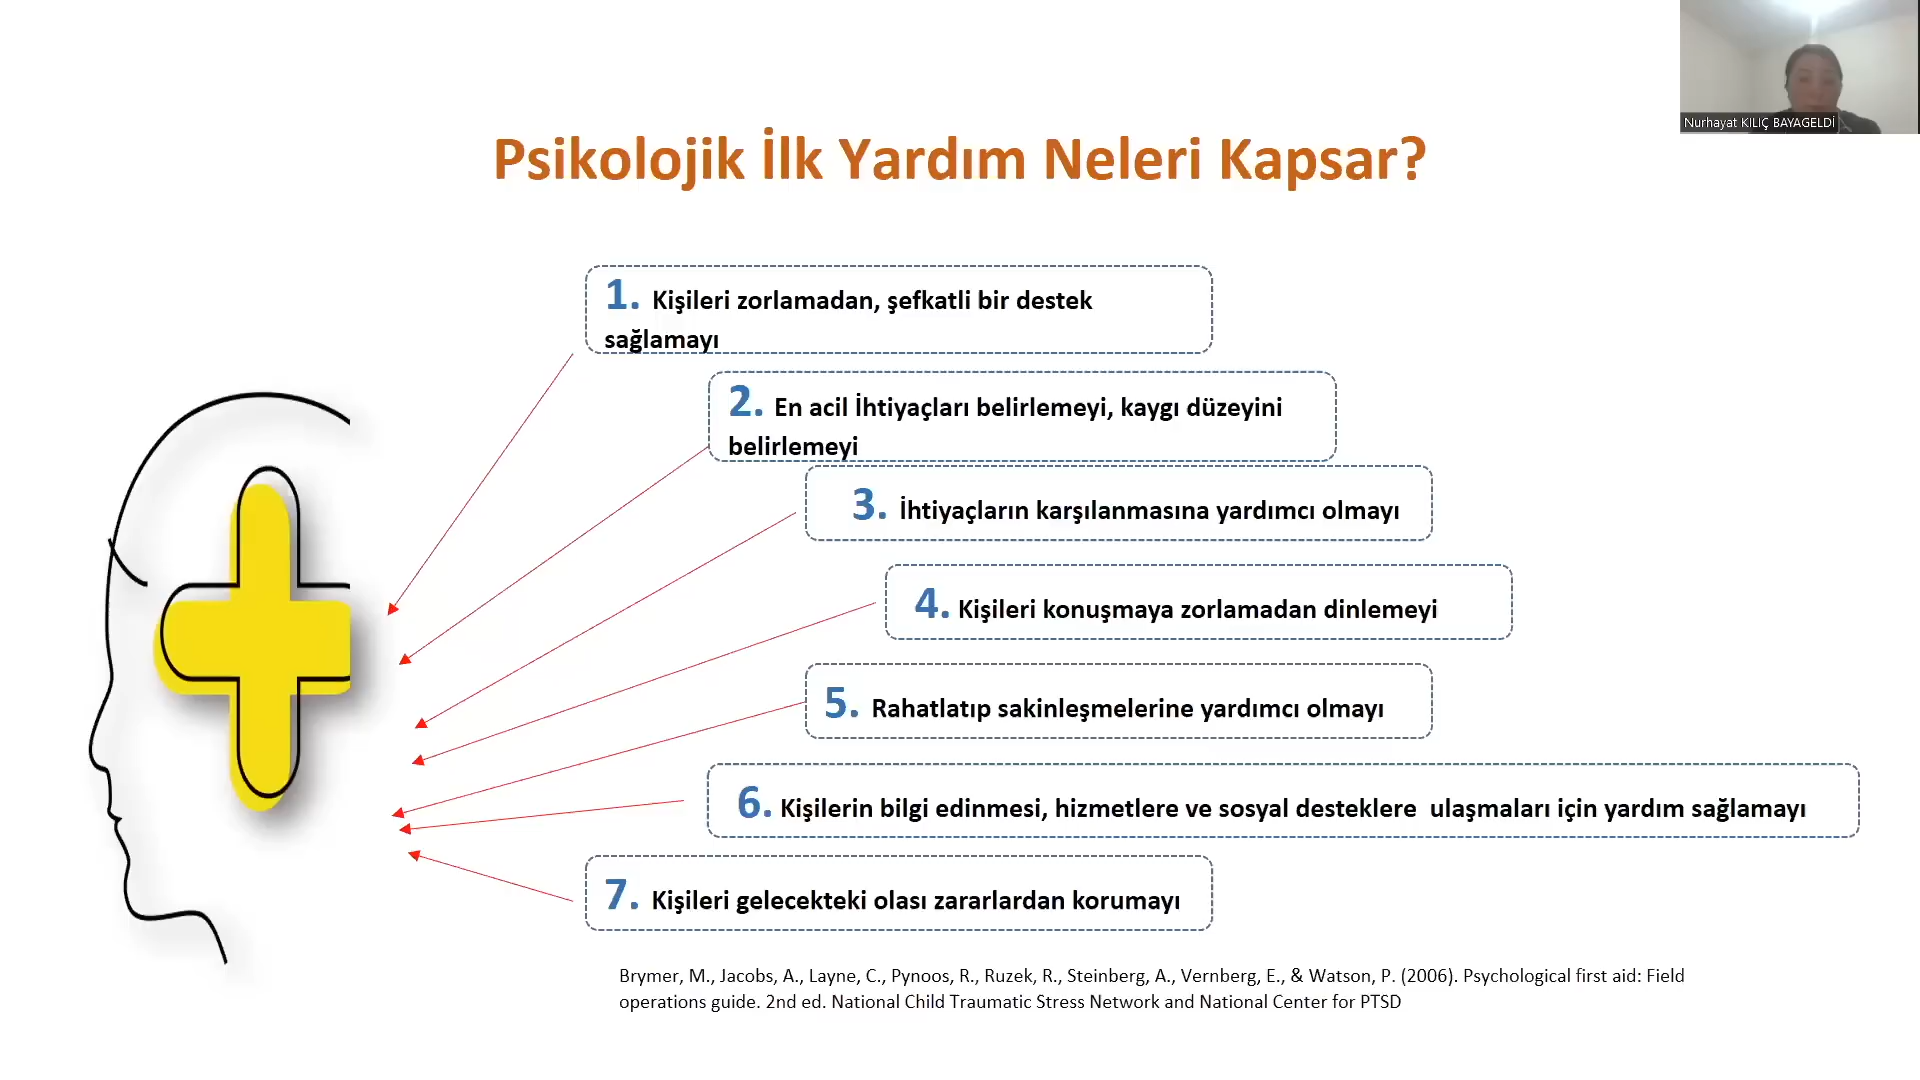 Nurhayat KILIÇ BAYAGELDİ
Psikolojik İlk Yardım Neleri Kapsar?
1. Kişileri zorlamadan, şefkatli bir destek
sağlamayı
2. En acil İhtiyaçları belirlemeyi, kaygı düzeyini
belirlemeyi
3. İhtiyaçların karşılanmasına yardımcı olmayı
4. Kişileri konuşmaya zorlamadan dinlemeyi
5. Rahatlatıp sakinleşmelerine yardımcı olmayı
6. Kişilerin bilgi edinmesi, hizmetlere ve sosyal desteklere  ulaşmaları için yardım sağlamayı
7. Kişileri gelecekteki olası zararlardan korumayı
Brymer, M., Jacobs, A., Layne, C., Pynoos, R., Ruzek, R., Steinberg, A., Vernberg, E., & Watson, P. (2006). Psychological first aid: Field
operations guide. 2nd ed. National Child Traumatic Stress Network and National Center for PTSD